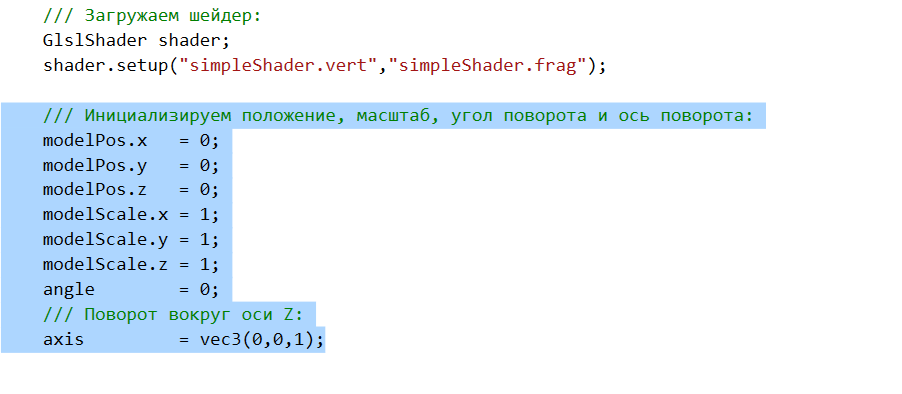 /// Загружаем шейдер:
GlslShader shader;
shader.setup("simpleShader.vert","simpleShader.frag");
/// Инициализируем положение, масштаб, угол поворота и ось поворота:
modelPos.x   = 0;
modelPos.y   = 0;
modelPos.z   = 0;
modelScale.x = 1;
modelScale.y = 1;
modelScale.z = 1;
angle        = 0;
/// Поворот вокруг оси Z:
axis         = vec3(0,0,1);